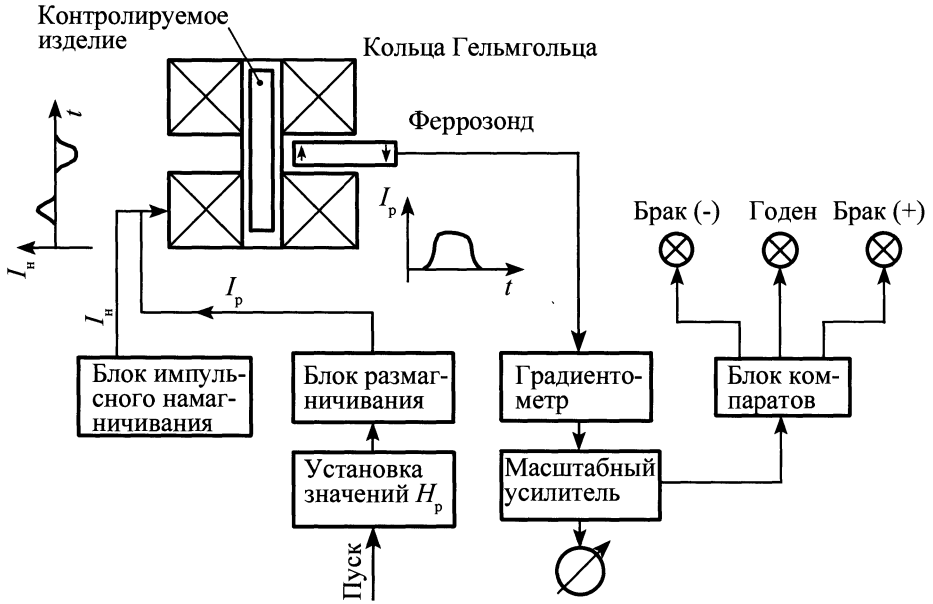 Контролируемое
изделие
Кольца Гельмгольца
Феррозонд
t
Iн
Iр
t
Брак (-)
Годен
Брак (+)
Iн
Iр
Блок импуль-
сного намаг-
ничивания
Блок размаг-
ничивания
Градиенто-
метр
Блок ком-
паратов
Установка
значений Hр
Масштабный
усилитель
Пуск